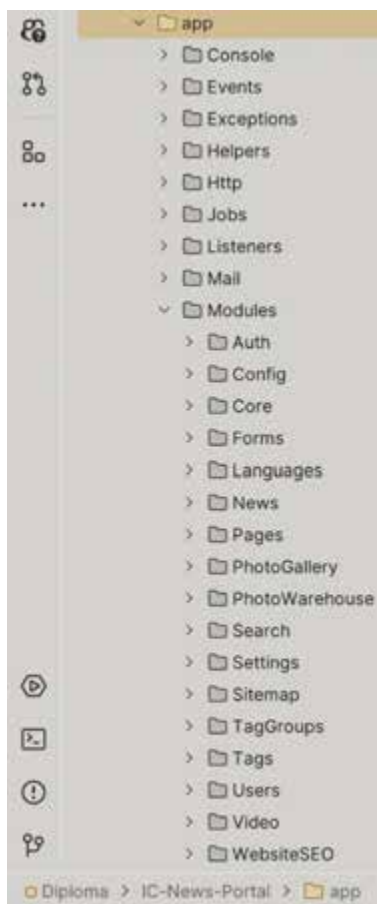 app
Console
Events
Exceptions
Helpers
Http
Jobs
Listeners
Mail
Modules
Auth
Config
Core
Forms
Languages
News
Pages
PhotoGallery
PhotoWarehouse
Search
Settings
Sitemap
TagGroups
Tags
Users
Video
WebsiteSEO
Diploma > IC-News-Portal > app